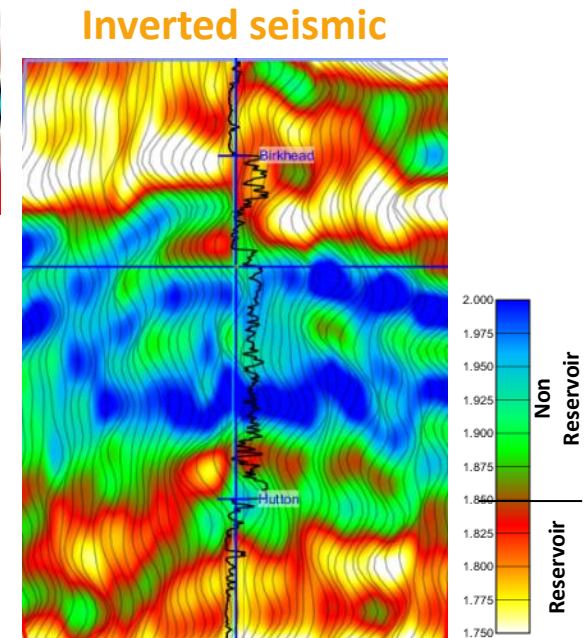 Inverted seismic
Birkhead
Hutton
2.000
1.975
1.950
1.925
1.900
1.875
1.850
1.825
1.800
1.775
1.750
Non
Reservoir
Reservoir